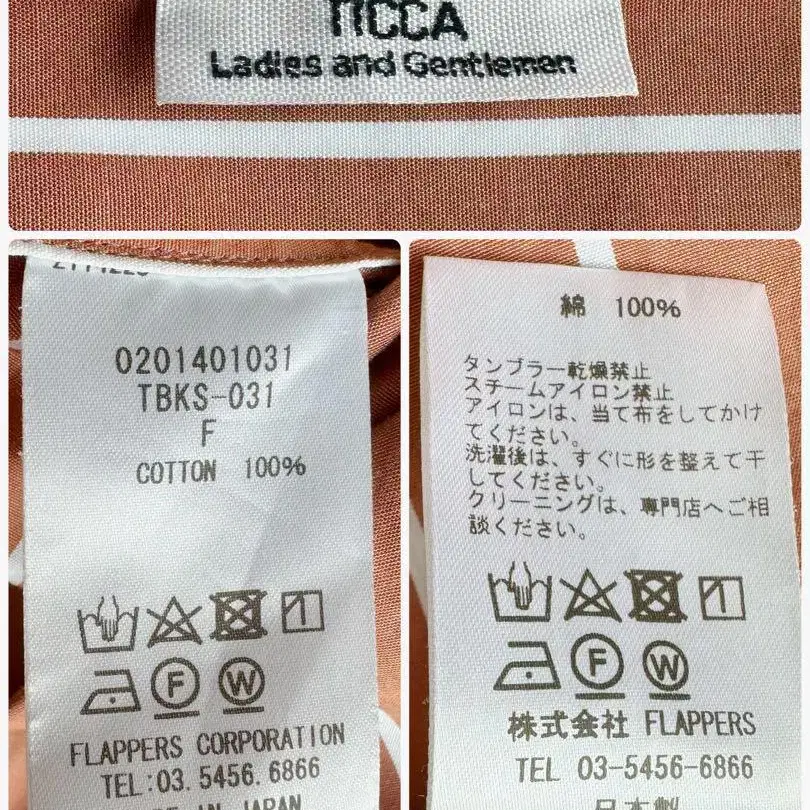 TICCA
Ladies and Gentlemen
0201401031
TBKS-031
F
COTTON 100%
FLAPPERS CORPORATION
TEL:03.5456.6866
IN JAPAN
綿 100%
タンブラー乾燥禁止
スチームアイロン禁止
アイロンは、当て布をしてかけ
てください。
洗濯後は、すぐに形を整えて干
してください。
クリーニングは、専門店へご相
談ください。
F
W
株式会社 FLAPPERS
TEL 03-5456-6866
日本製